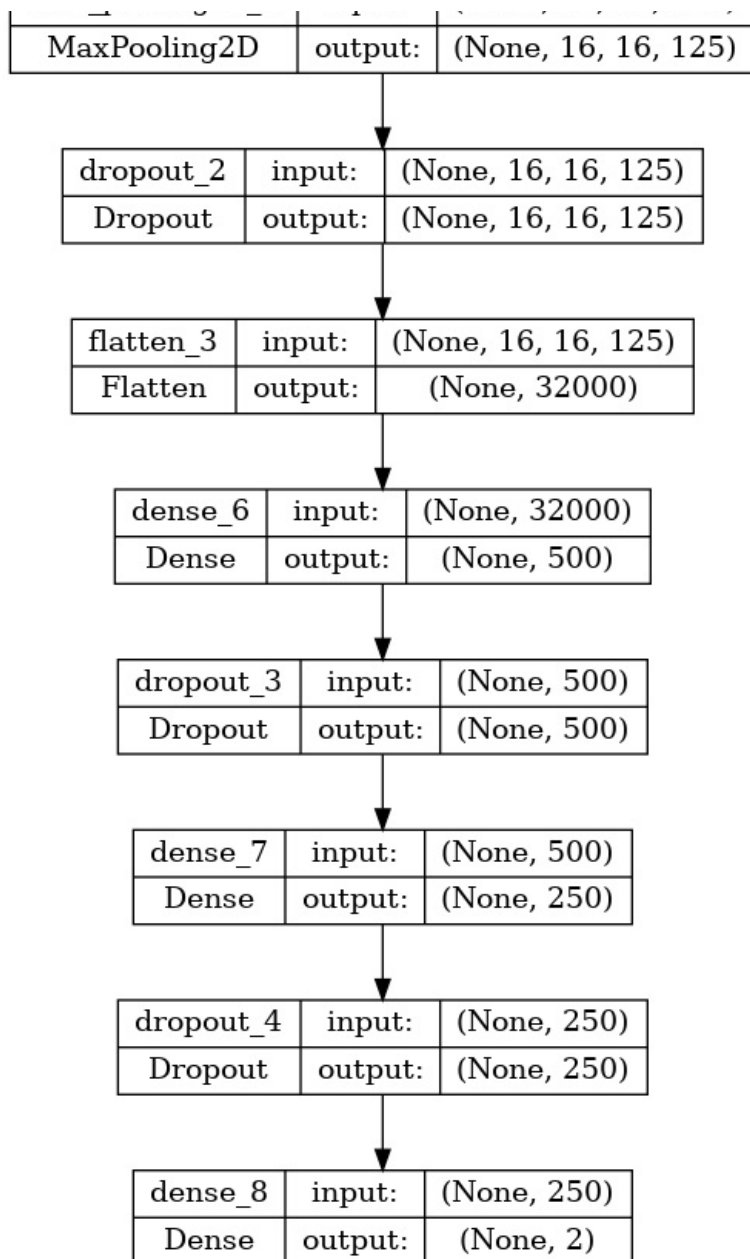 MaxPooling2D output: (None, 16, 16, 125)
dropout_2 input: (None, 16, 16, 125)
Dropout output: (None, 16, 16, 125)
flatten_3 input: (None, 16, 16, 125)
Flatten output: (None, 32000)
dense_6 input: (None, 32000)
Dense output: (None, 500)
dropout_3 input: (None, 500)
Dropout output: (None, 500)
dense_7 input: (None, 500)
Dense output: (None, 250)
dropout_4 input: (None, 250)
Dropout output: (None, 250)
dense_8 input: (None, 250)
Dense output: (None, 2)